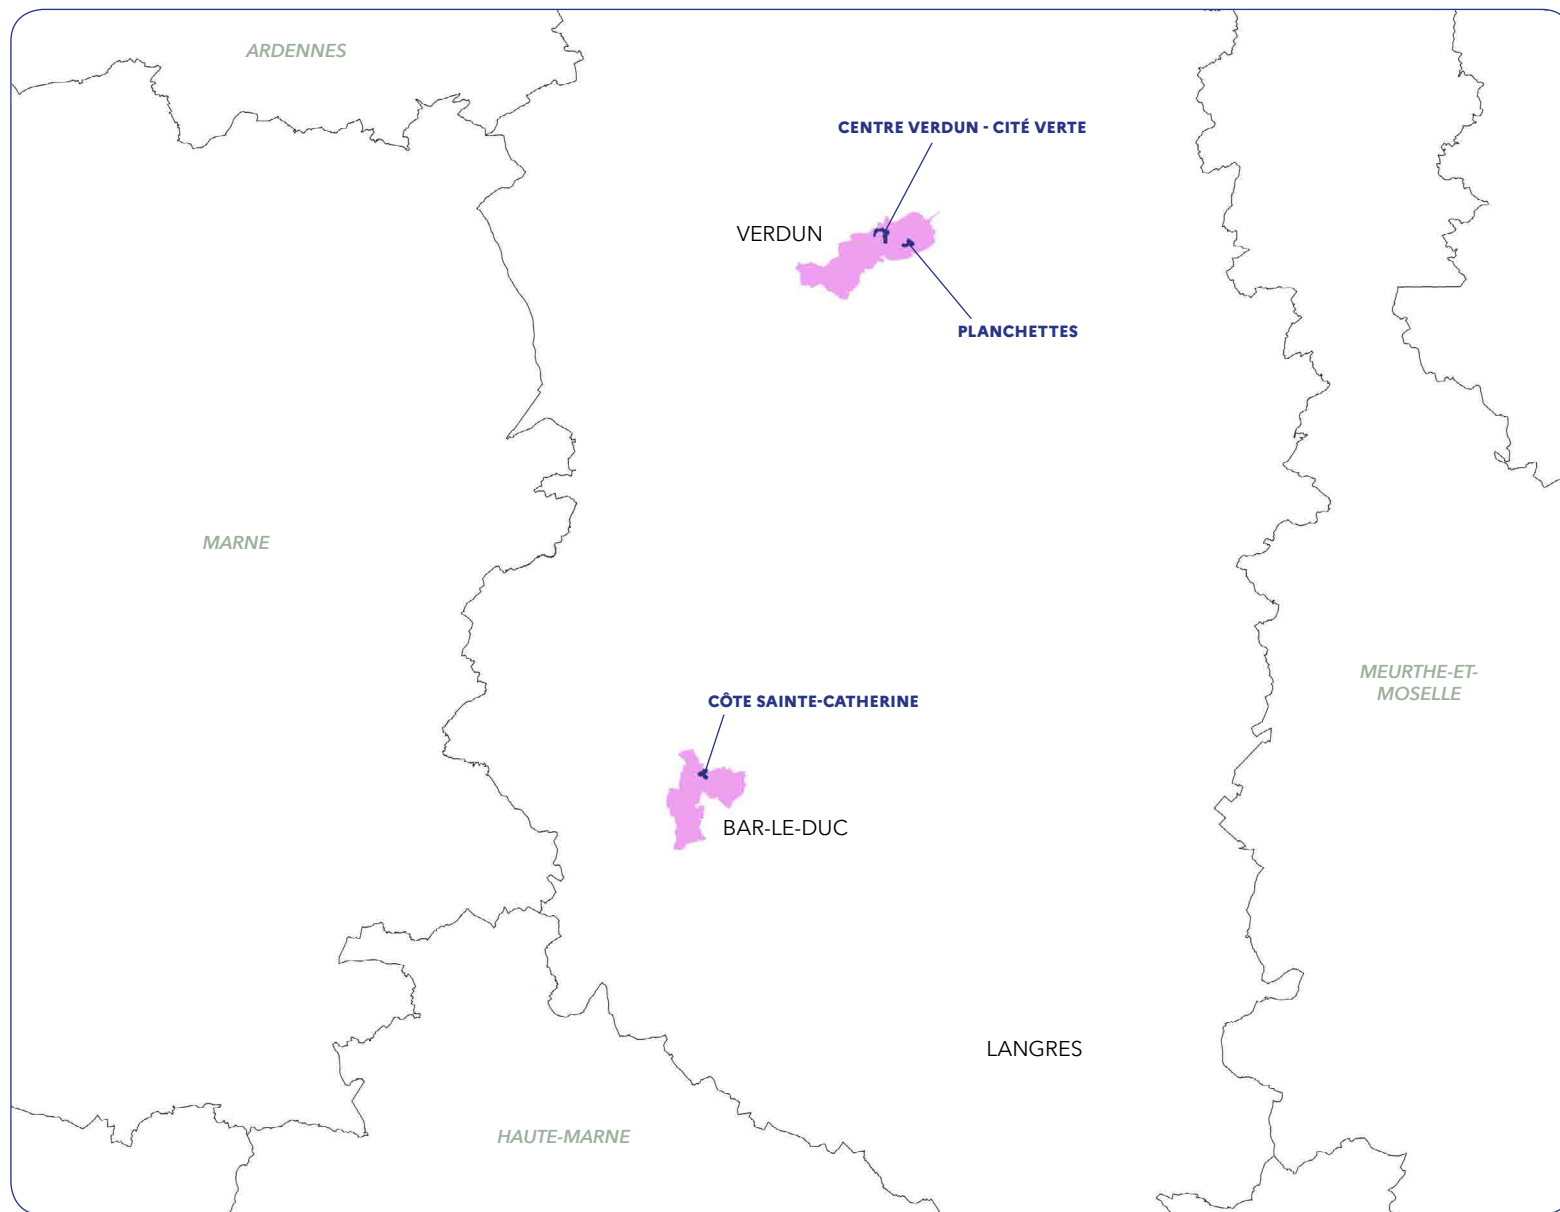 ARDENNES
CENTRE VERDUN - CITÉ VERTE
VERDUN
PLANCHETTES
MARNE
MEURTHE-ET-
MOSELLE
CÔTE SAINTE-CATHERINE
BAR-LE-DUC
LANGRES
HAUTE-MARNE